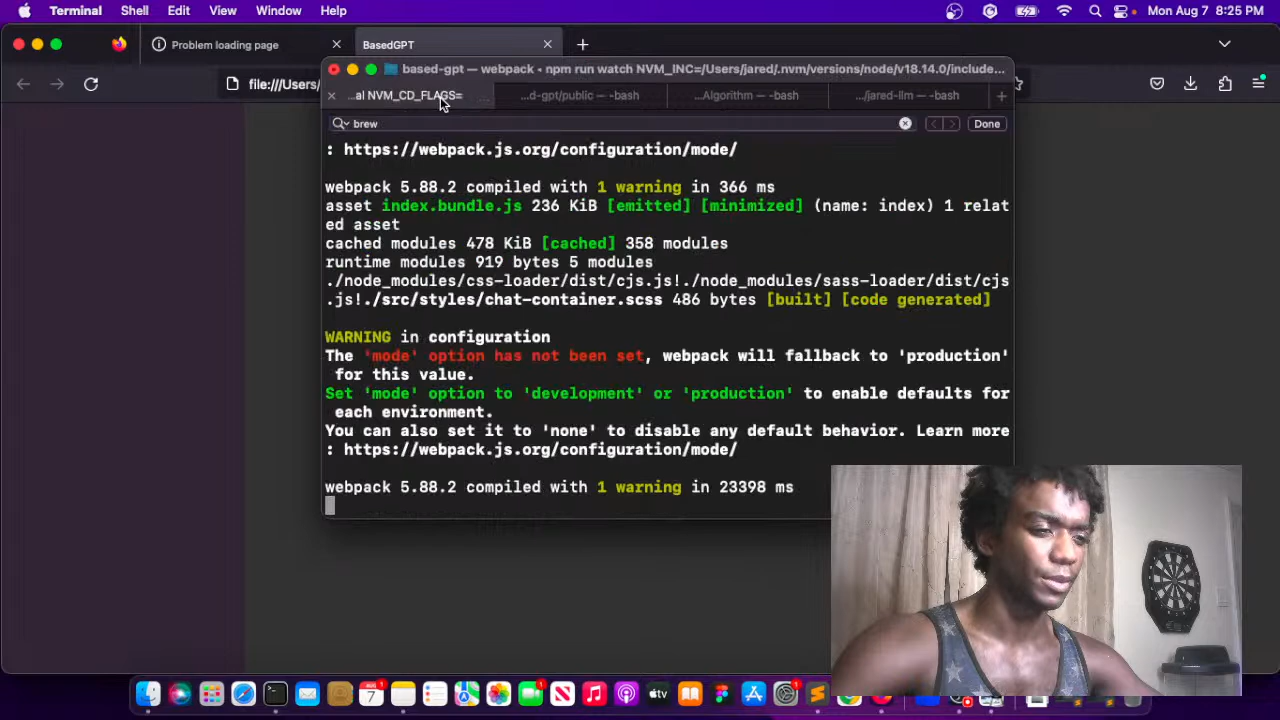 Terminal Shell Edit View Window Help Mon Aug 7 8:25 PM
Problem loading page BasedGPT
file:///Users/
based-gpt — webpack • npm run watch NVM_INC=/Users/jared/.nvm/versions/node/v18.14.0/include...
...al NVM_CD_FLAGS= ...d-gpt/public — -bash ...Algorithm — -bash .../jared-llm — -bash
brew Done
: https://webpack.js.org/configuration/mode/
webpack 5.88.2 compiled with 1 warning in 366 ms
asset index.bundle.js 236 KiB [emitted] [minimized] (name: index) 1 relat
ed asset
cached modules 478 KiB [cached] 358 modules
runtime modules 919 bytes 5 modules
./node_modules/css-loader/dist/cjs.js!./node_modules/sass-loader/dist/cjs
.js!./src/styles/chat-container.scss 486 bytes [built] [code generated]
WARNING in configuration
The 'mode' option has not been set, webpack will fallback to 'production'
for this value.
Set 'mode' option to 'development' or 'production' to enable defaults for
each environment.
You can also set it to 'none' to disable any default behavior. Learn more
: https://webpack.js.org/configuration/mode/
webpack 5.88.2 compiled with 1 warning in 23398 ms